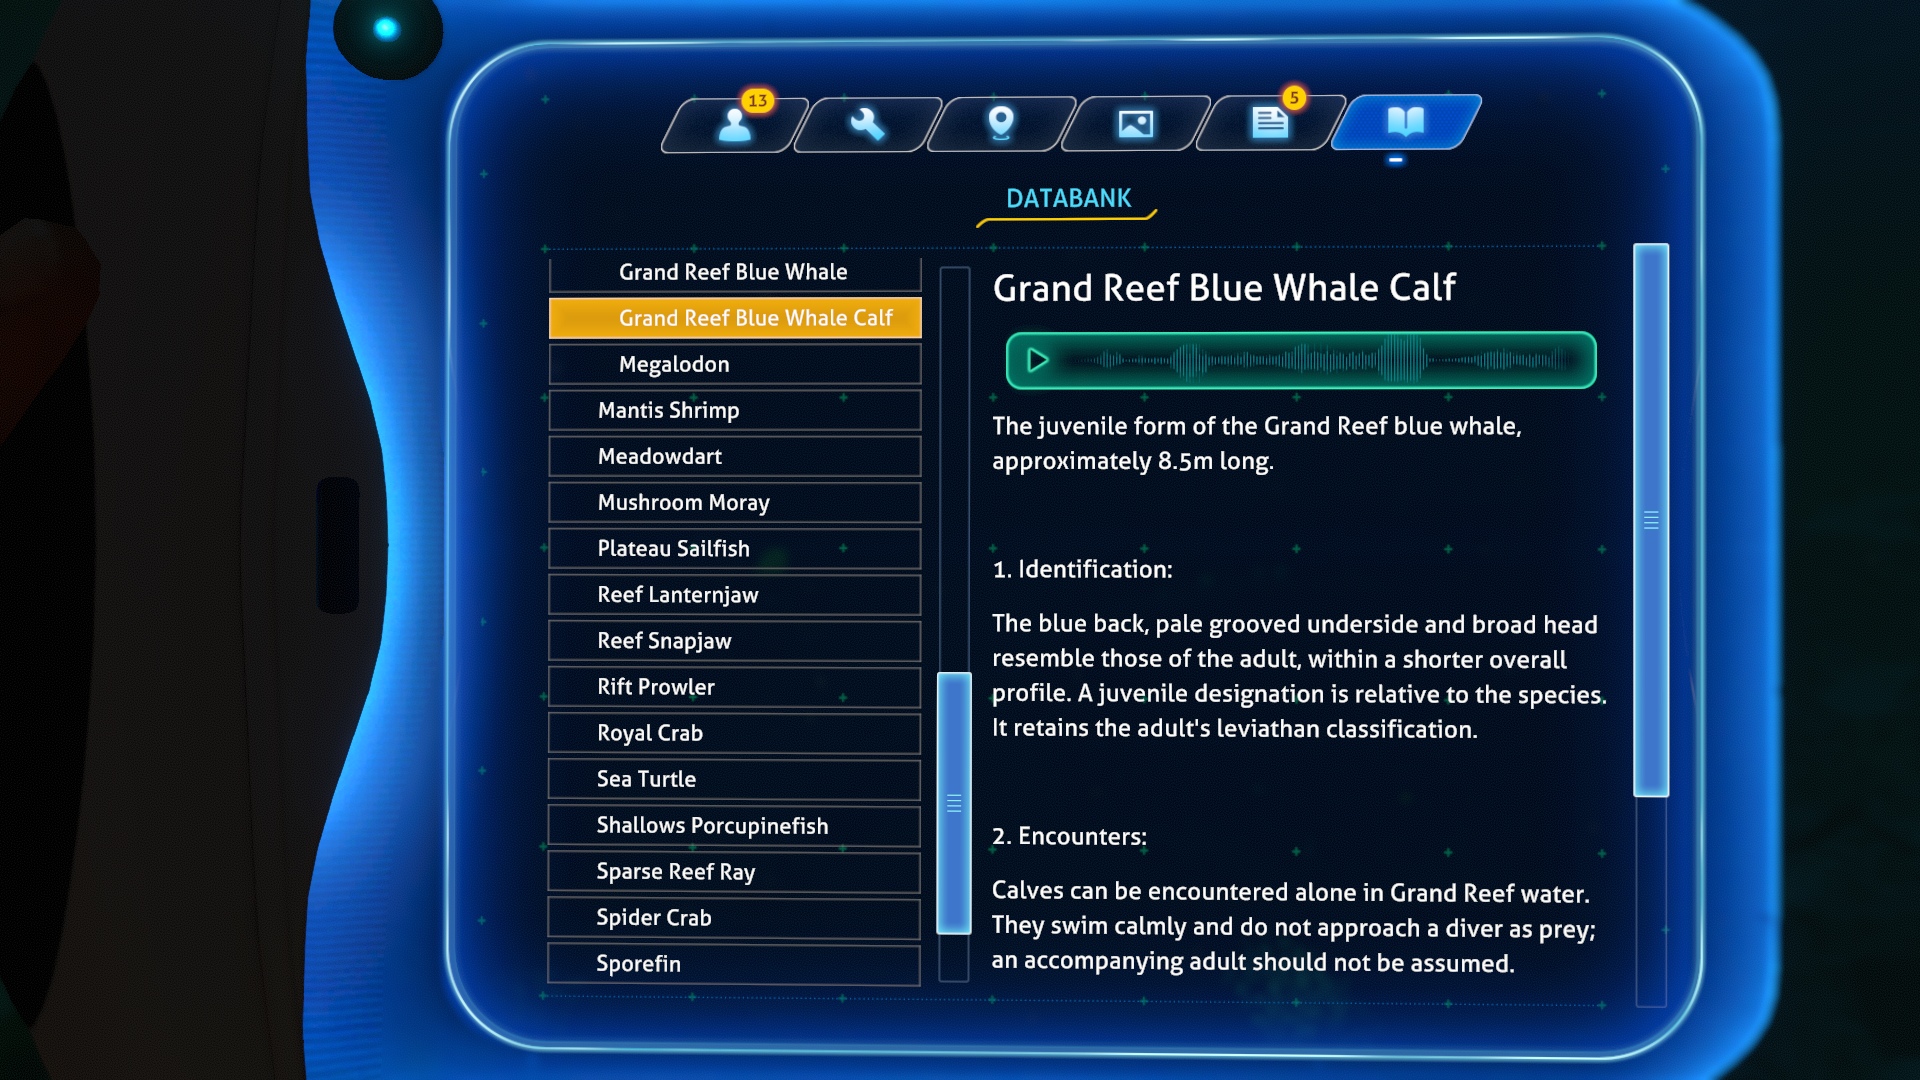 13
5
DATABANK
Grand Reef Blue Whale
Grand Reef Blue Whale Calf
Megalodon
Mantis Shrimp
Meadowdart
Mushroom Moray
Plateau Sailfish
Reef Lanternjaw
Reef Snapjaw
Rift Prowler
Royal Crab
Sea Turtle
Shallows Porcupinefish
Sparse Reef Ray
Spider Crab
Sporefin
Grand Reef Blue Whale Calf
The juvenile form of the Grand Reef blue whale,
approximately 8.5m long.
1. Identification:
The blue back, pale grooved underside and broad head
resemble those of the adult, within a shorter overall
profile. A juvenile designation is relative to the species.
It retains the adult's leviathan classification.
2. Encounters:
Calves can be encountered alone in Grand Reef water.
They swim calmly and do not approach a diver as prey;
an accompanying adult should not be assumed.